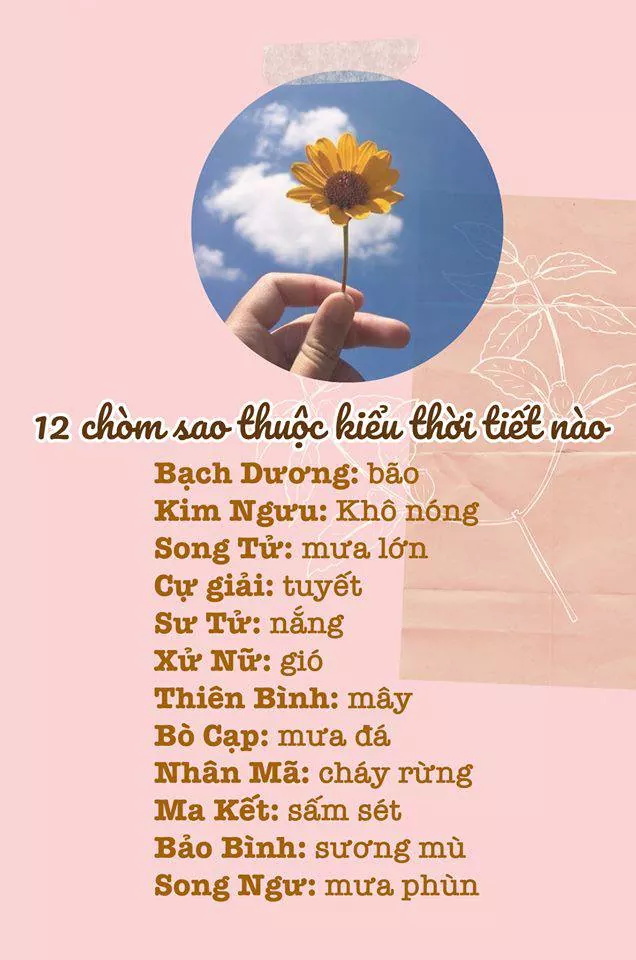 12 chòm sao thuộc kiểu thời tiết nào
Bạch Dương: bão
Kim Ngưu: Khô nóng
Song Tử: mưa lớn
Cự giải: tuyết
Sư Tử: nắng
Xử Nữ: gió
Thiên Bình: mây
Bò Cạp: mưa đá
Nhân Mã: cháy rừng
Ma Kết: sấm sét
Bảo Bình: sương mù
Song Ngư: mưa phùn